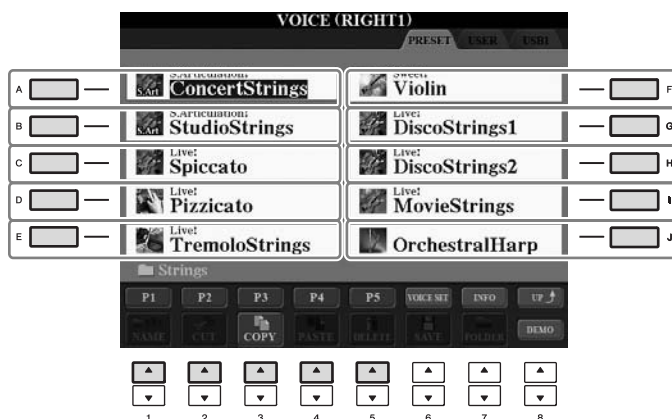 VOICE (RIGHT1)
PRESET USER USB1
A S.Art S.Articulation! ConcertStrings Sweet! Violin F
B S.Art S.Articulation! StudioStrings Live! DiscoStrings1 G
C Live! Spiccato Live! DiscoStrings2 H
D Live! Pizzicato Live! MovieStrings I
E Live! TremoloStrings OrchestralHarp J
Strings
P1 P2 P3 P4 P5 VOICE SET INFO UP
NAME CUT COPY PASTE DELETE SAVE FOLDER DEMO
1 2 3 4 5 6 7 8